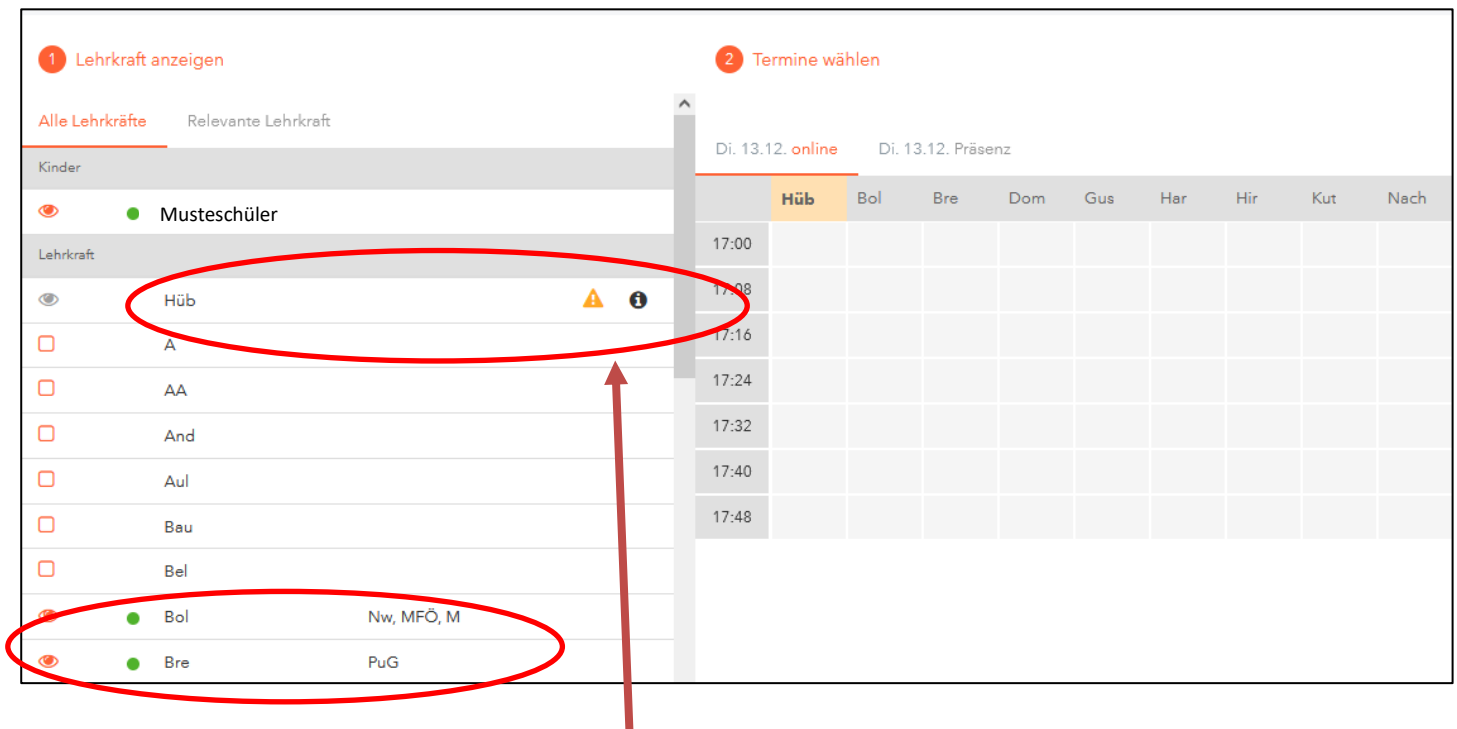 1 Lehrkraft anzeigen
Alle Lehrkräfte Relevante Lehrkraft
Kinder
Musteschüler
Lehrkraft
Hüb
A
AA
And
Aul
Bau
Bel
Bol Nw, MFÖ, M
Bre PuG
2 Termine wählen
Di. 13.12. online Di. 13.12. Präsenz
Hüb Bol Bre Dom Gus Har Hir Kut Nach
17:00
17:08
17:16
17:24
17:32
17:40
17:48